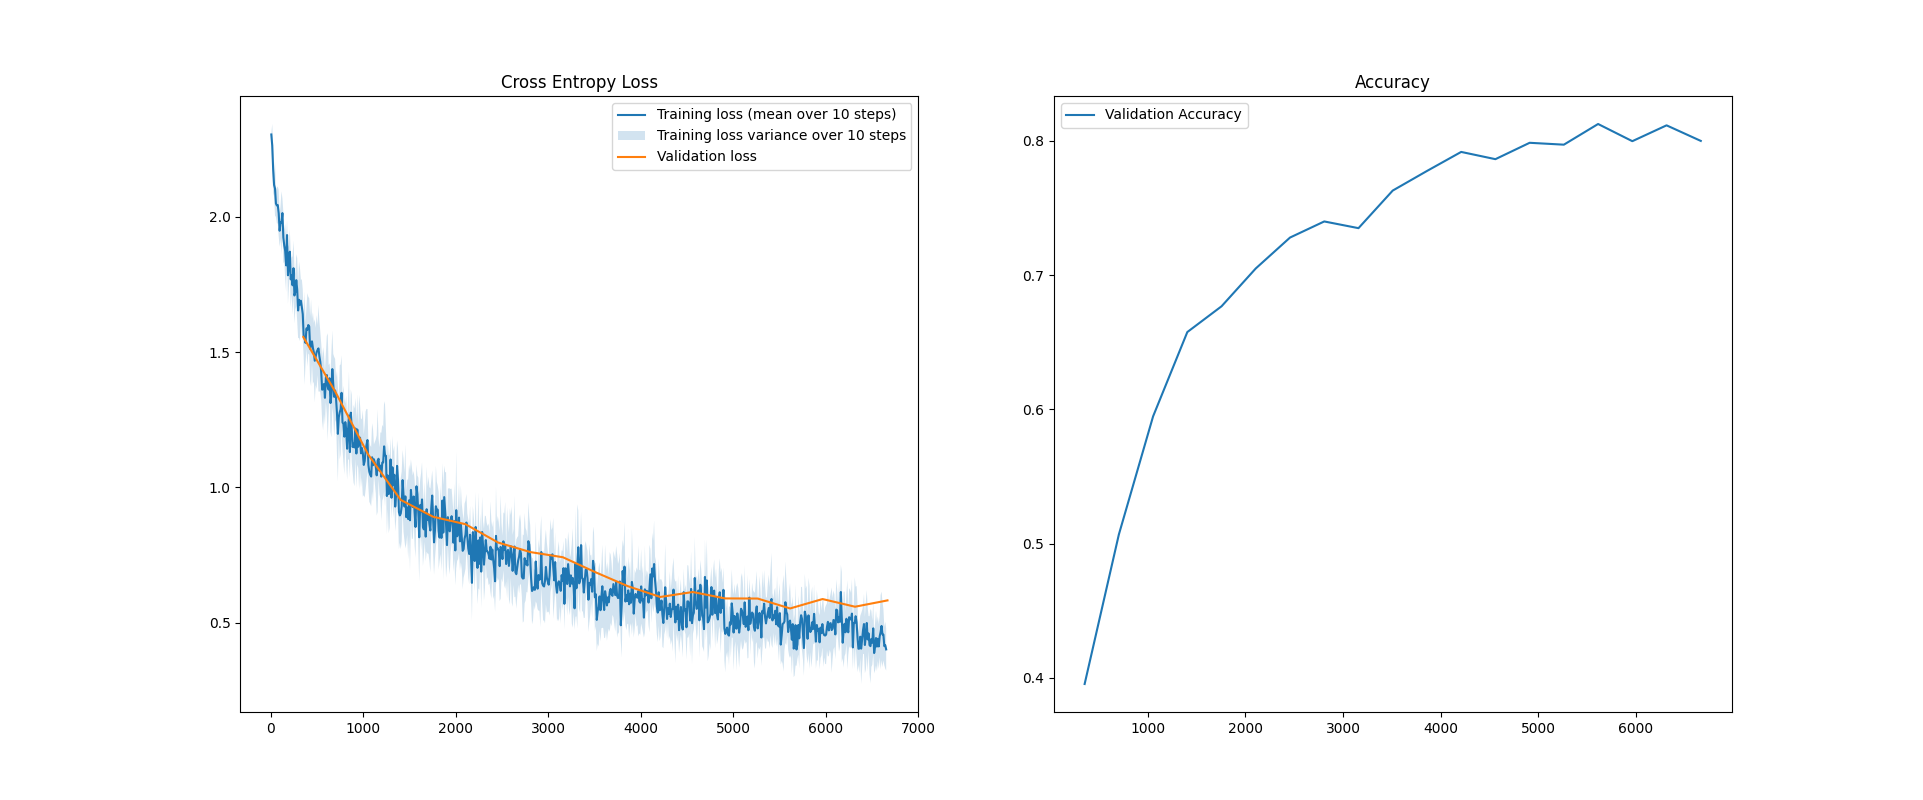 Cross Entropy Loss
Training loss (mean over 10 steps)
Training loss variance over 10 steps
Validation loss
2.0
1.5
1.0
0.5
0 1000 2000 3000 4000 5000 6000 7000
Accuracy
Validation Accuracy
0.8
0.7
0.6
0.5
0.4
1000 2000 3000 4000 5000 6000